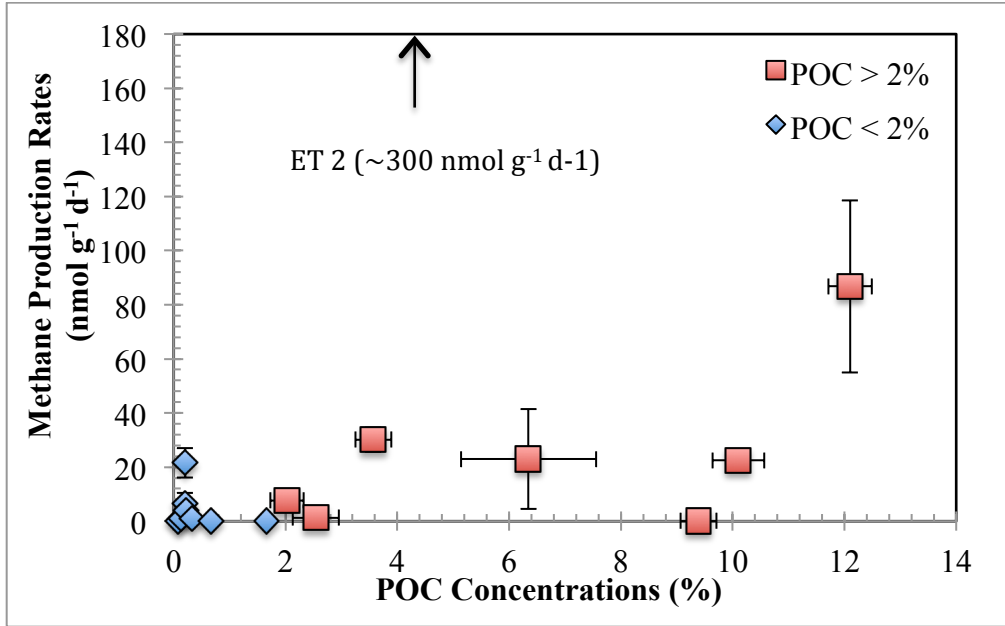 Methane Production Rates
(nmol g⁻¹ d⁻¹)
180
160
140
120
100
80
60
40
20
0
POC > 2%
POC < 2%
ET 2 (~300 nmol g⁻¹ d-1)
0 2 4 6 8 10 12 14
POC Concentrations (%)